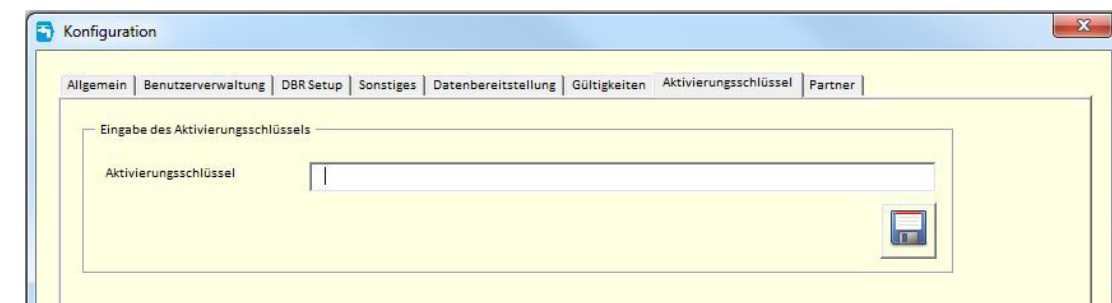 Konfiguration
Allgemein Benutzerverwaltung DBR Setup Sonstiges Datenbereitstellung Gültigkeiten Aktivierungsschlüssel Partner
Eingabe des Aktivierungsschlüssels
Aktivierungsschlüssel